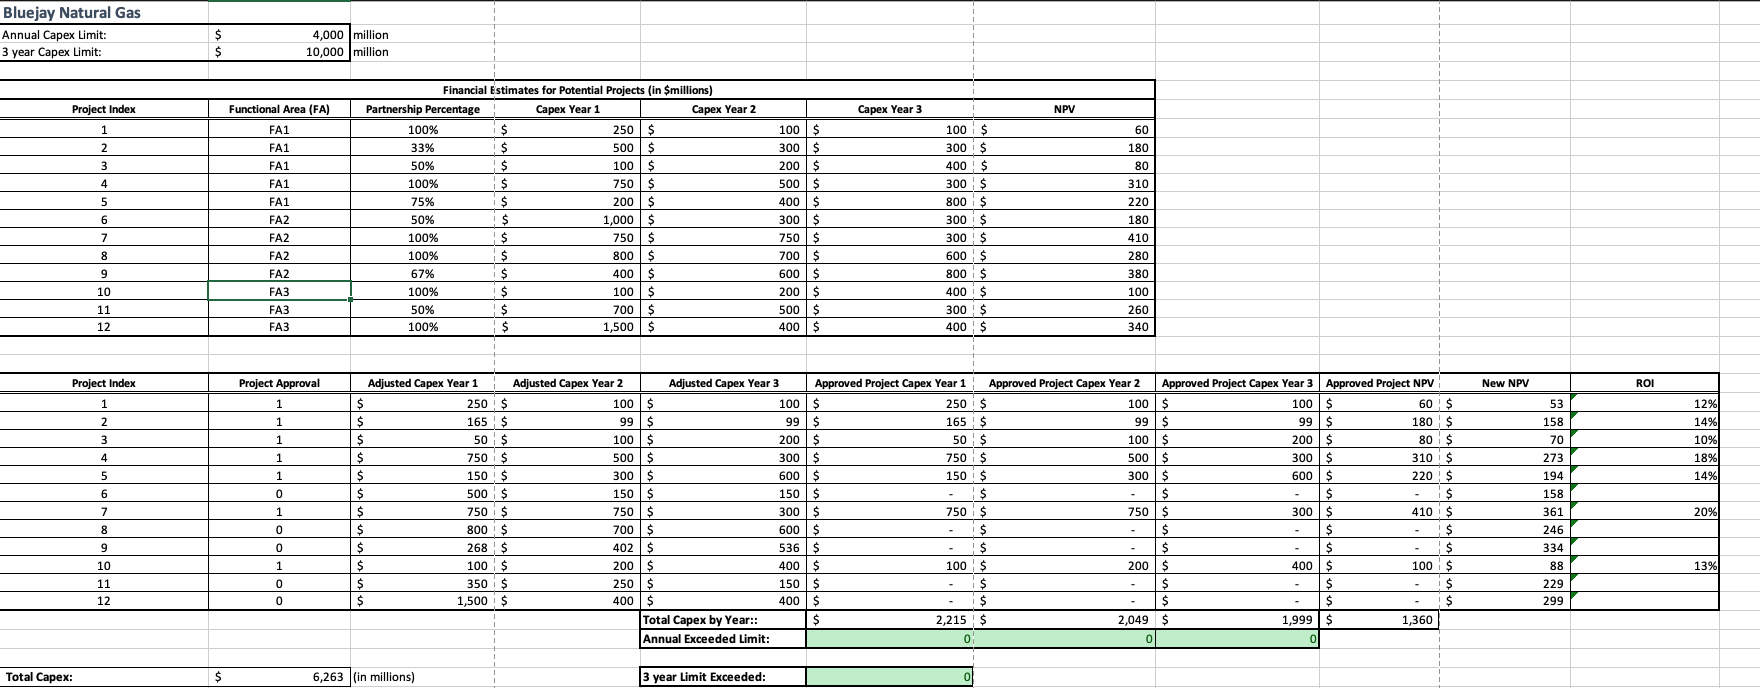 Bluejay Natural Gas
Annual Capex Limit: $ 4,000 million
3 year Capex Limit: $ 10,000 million
Financial Estimates for Potential Projects (in $millions)
Project Index Functional Area (FA) Partnership Percentage Capex Year 1 Capex Year 2 Capex Year 3 NPV
1 FA1 100% $ 250 $ 100 $ 100 $ 60
2 FA1 33% $ 500 $ 300 $ 300 $ 180
3 FA1 50% $ 100 $ 200 $ 400 $ 80
4 FA1 100% $ 750 $ 500 $ 300 $ 310
5 FA1 75% $ 200 $ 400 $ 800 $ 220
6 FA2 50% $ 1,000 $ 300 $ 300 $ 180
7 FA2 100% $ 750 $ 750 $ 300 $ 410
8 FA2 100% $ 800 $ 700 $ 600 $ 280
9 FA2 67% $ 400 $ 600 $ 800 $ 380
10 FA3 100% $ 100 $ 200 $ 400 $ 100
11 FA3 50% $ 700 $ 500 $ 300 $ 260
12 FA3 100% $ 1,500 $ 400 $ 400 $ 340
Project Index Project Approval Adjusted Capex Year 1 Adjusted Capex Year 2 Adjusted Capex Year 3 Approved Project Capex Year 1 Approved Project Capex Year 2 Approved Project Capex Year 3 Approved Project NPV New NPV ROI
1 1 $ 250 $ 100 $ 100 $ 250 $ 100 $ 100 $ 60 $ 53 12%
2 1 $ 165 $ 99 $ 99 $ 165 $ 99 $ 99 $ 180 $ 158 14%
3 1 $ 50 $ 100 $ 200 $ 50 $ 100 $ 200 $ 80 $ 70 10%
4 1 $ 750 $ 500 $ 300 $ 750 $ 500 $ 300 $ 310 $ 273 18%
5 1 $ 150 $ 300 $ 600 $ 150 $ 300 $ 600 $ 220 $ 194 14%
6 0 $ 500 $ 150 $ 150 $ - $ - $ - $ - $ 158
7 1 $ 750 $ 750 $ 300 $ 750 $ 750 $ 300 $ 410 $ 361 20%
8 0 $ 800 $ 700 $ 600 $ - $ - $ - $ - $ 246
9 0 $ 268 $ 402 $ 536 $ - $ - $ - $ - $ 334
10 1 $ 100 $ 200 $ 400 $ 100 $ 200 $ 400 $ 100 $ 88 13%
11 0 $ 350 $ 250 $ 150 $ - $ - $ - $ - $ 229
12 0 $ 1,500 $ 400 $ 400 $ - $ - $ - $ - $ 299
Total Capex by Year:: $ 2,215 $ 2,049 $ 1,999 $ 1,360
Annual Exceeded Limit: 0 0 0
Total Capex: $ 6,263 (in millions) 3 year Limit Exceeded: 0